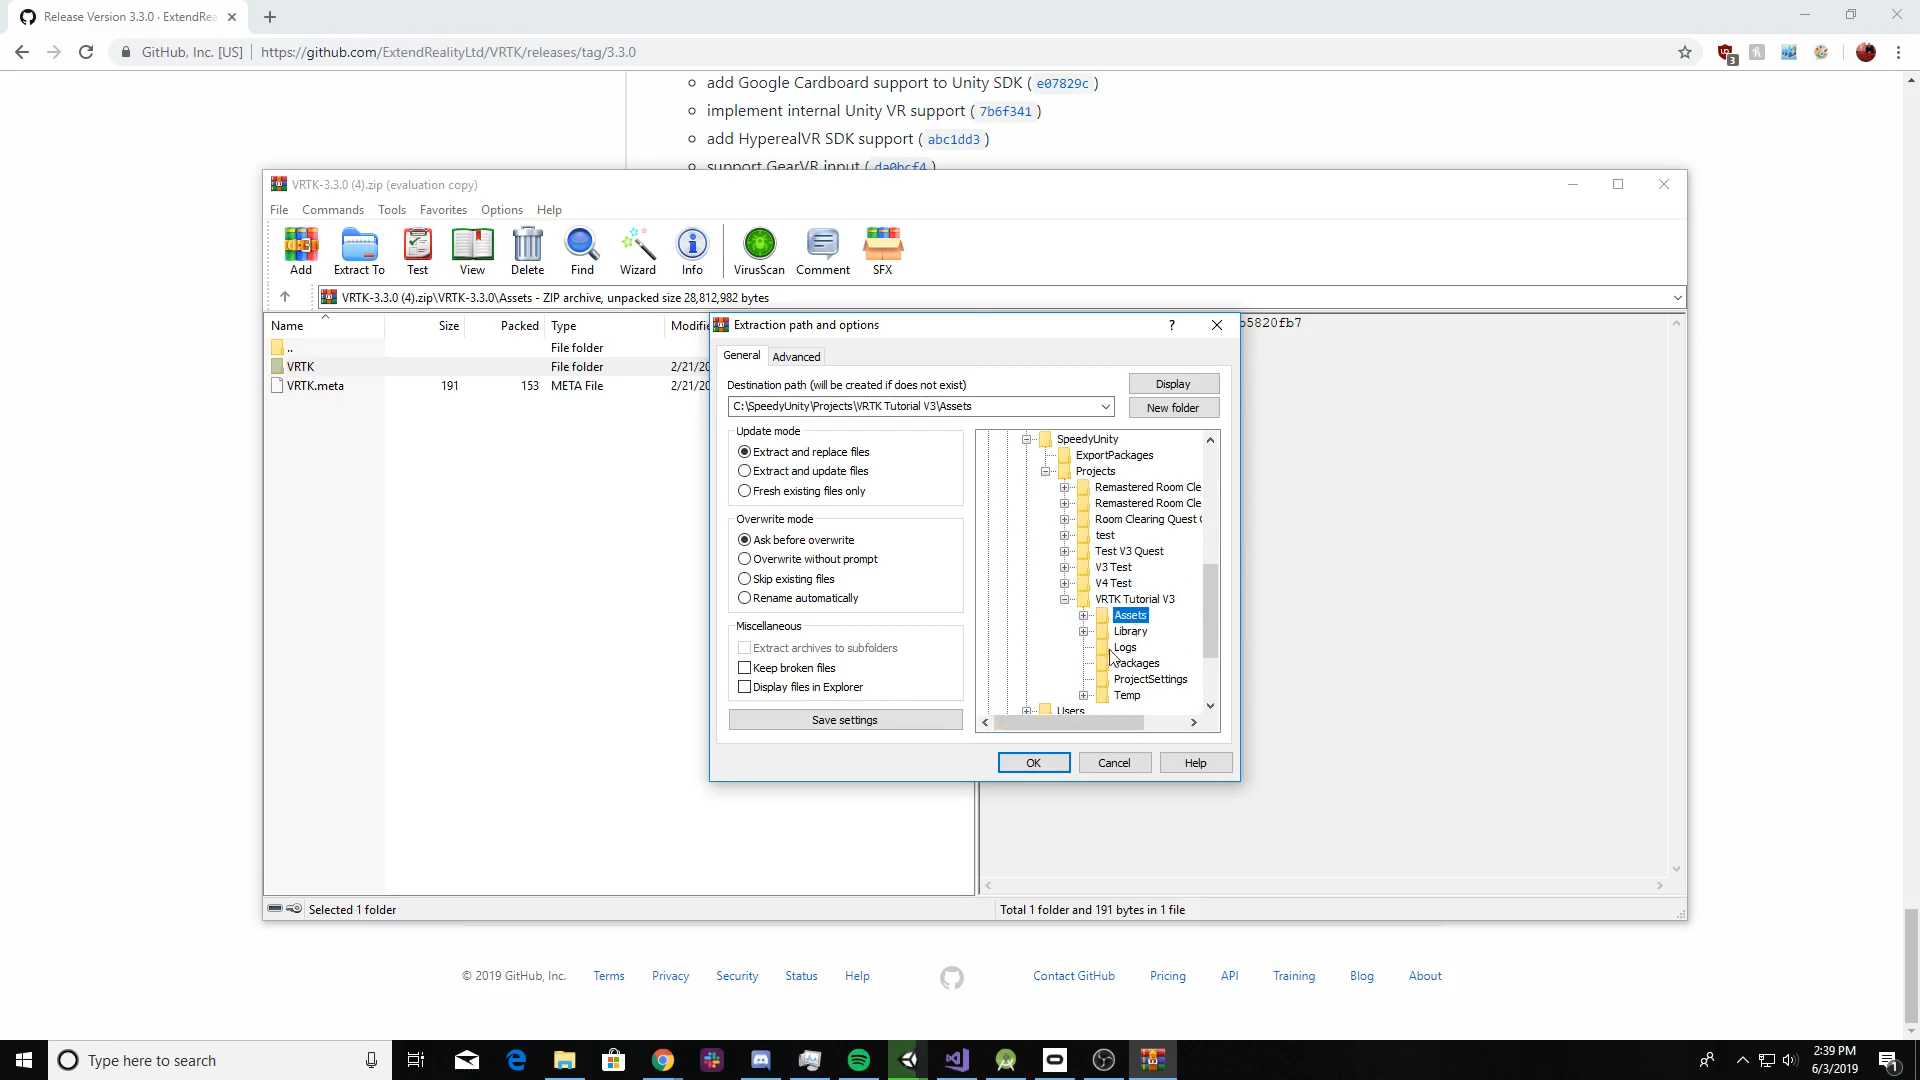 Release Version 3.3.0 · ExtendRea
GitHub, Inc. [US] https://github.com/ExtendRealityLtd/VRTK/releases/tag/3.3.0
3
add Google Cardboard support to Unity SDK ( e07829c )
implement internal Unity VR support ( 7b6f341 )
add HyperealVR SDK support ( abc1dd3 )
support GearVR input ( da0bcf4 )
VRTK-3.3.0 (4).zip (evaluation copy)
File Commands Tools Favorites Options Help
Add Extract To Test View Delete Find Wizard Info VirusScan Comment SFX
VRTK-3.3.0 (4).zip\VRTK-3.3.0\Assets - ZIP archive, unpacked size 28,812,982 bytes
Name Size Packed Type Modifie
.. File folder
VRTK File folder 2/21/20
VRTK.meta 191 153 META File 2/21/20
5820fb7
Extraction path and options
General Advanced
Destination path (will be created if does not exist)
Display
C:\SpeedyUnity\Projects\VRTK Tutorial V3\Assets
New folder
Update mode
Extract and replace files
Extract and update files
Fresh existing files only
Overwrite mode
Ask before overwrite
Overwrite without prompt
Skip existing files
Rename automatically
Miscellaneous
Extract archives to subfolders
Keep broken files
Display files in Explorer
Save settings
SpeedyUnity
ExportPackages
Projects
Remastered Room Cle
Remastered Room Cle
Room Clearing Quest
test
Test V3 Quest
V3 Test
V4 Test
VRTK Tutorial V3
Assets
Library
Logs
Packages
ProjectSettings
Temp
Users
OK Cancel Help
Selected 1 folder
Total 1 folder and 191 bytes in 1 file
© 2019 GitHub, Inc. Terms Privacy Security Status Help
Contact GitHub Pricing API Training Blog About
Type here to search
2:39 PM
6/3/2019
1